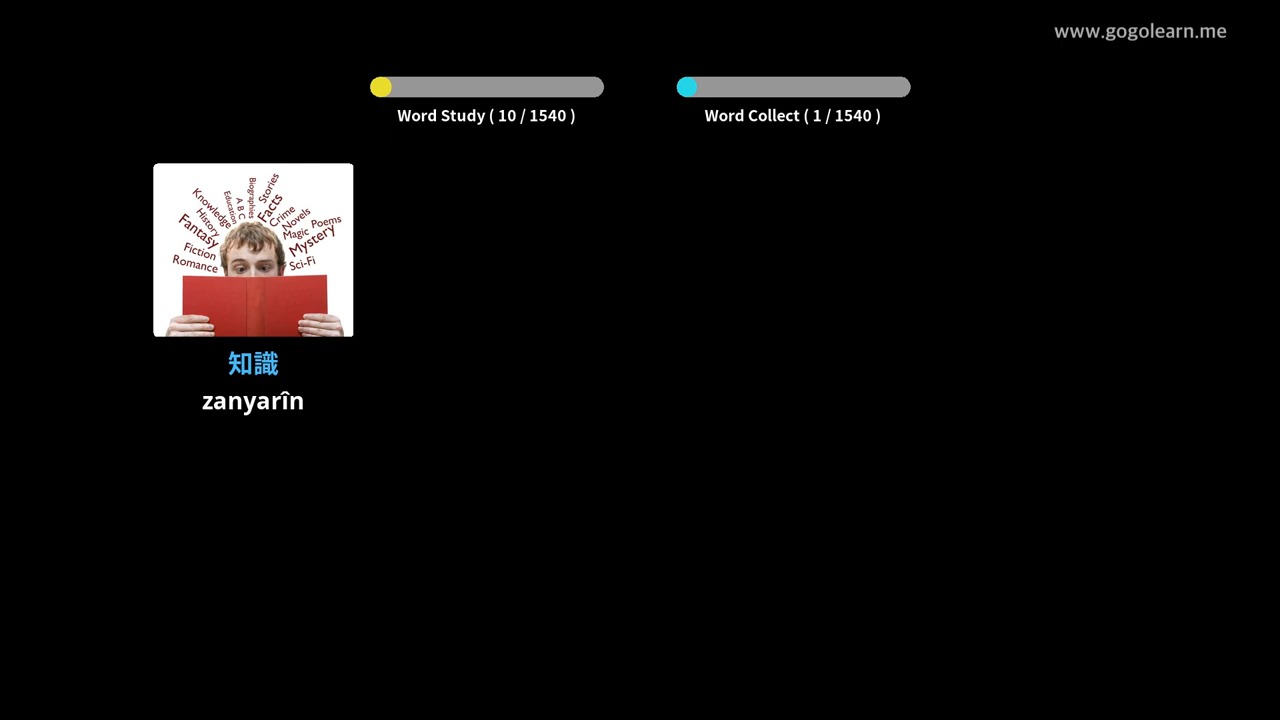 www.gogolearn.me
Word Study ( 10 / 1540 )
Word Collect ( 1 / 1540 )
Knowledge
History
Fantasy
Fiction
Romance
Education
A B C
Biographies
Stories
Facts
Crime
Novels
Magic
Poems
Mystery
Sci-Fi
知識
zanyarîn